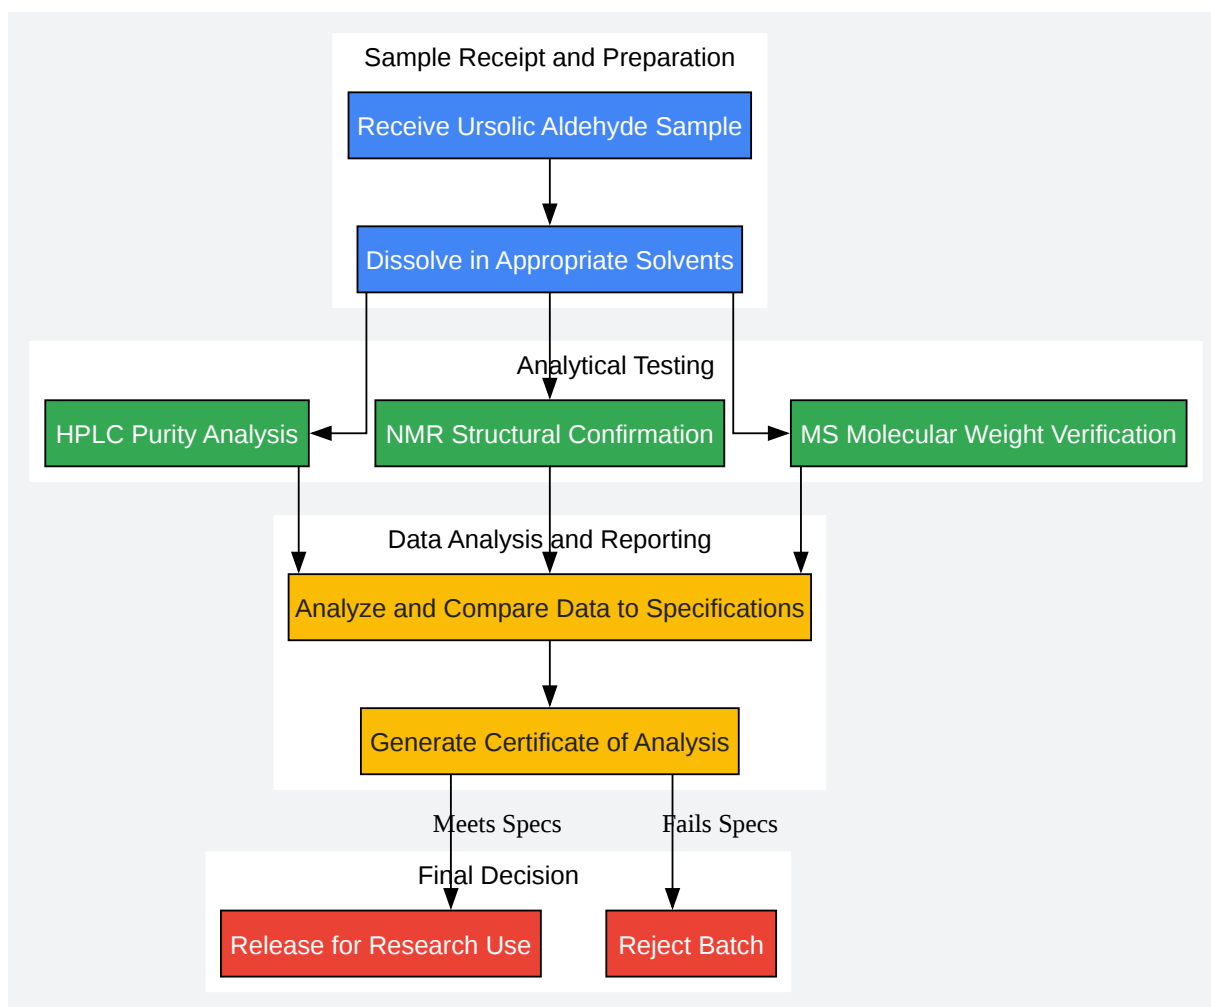 Sample Receipt and Preparation
Receive Ursolic Aldehyde Sample
Dissolve in Appropriate Solvents
Analytical Testing
HPLC Purity Analysis
NMR Structural Confirmation
MS Molecular Weight Verification
Data Analysis and Reporting
Analyze and Compare Data to Specifications
Generate Certificate of Analysis
Meets Specs
Fails Specs
Final Decision
Release for Research Use
Reject Batch